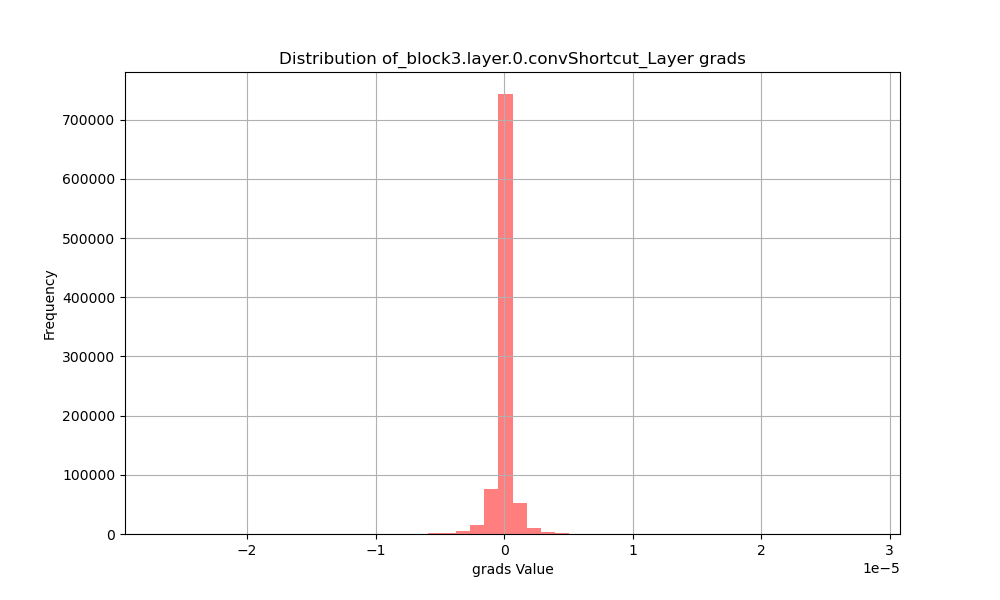 Distribution of_block3.layer.0.convShortcut_Layer grads
Frequency
700000
600000
500000
400000
300000
200000
100000
0
−2 −1 0 1 2 3
1e−5
grads Value